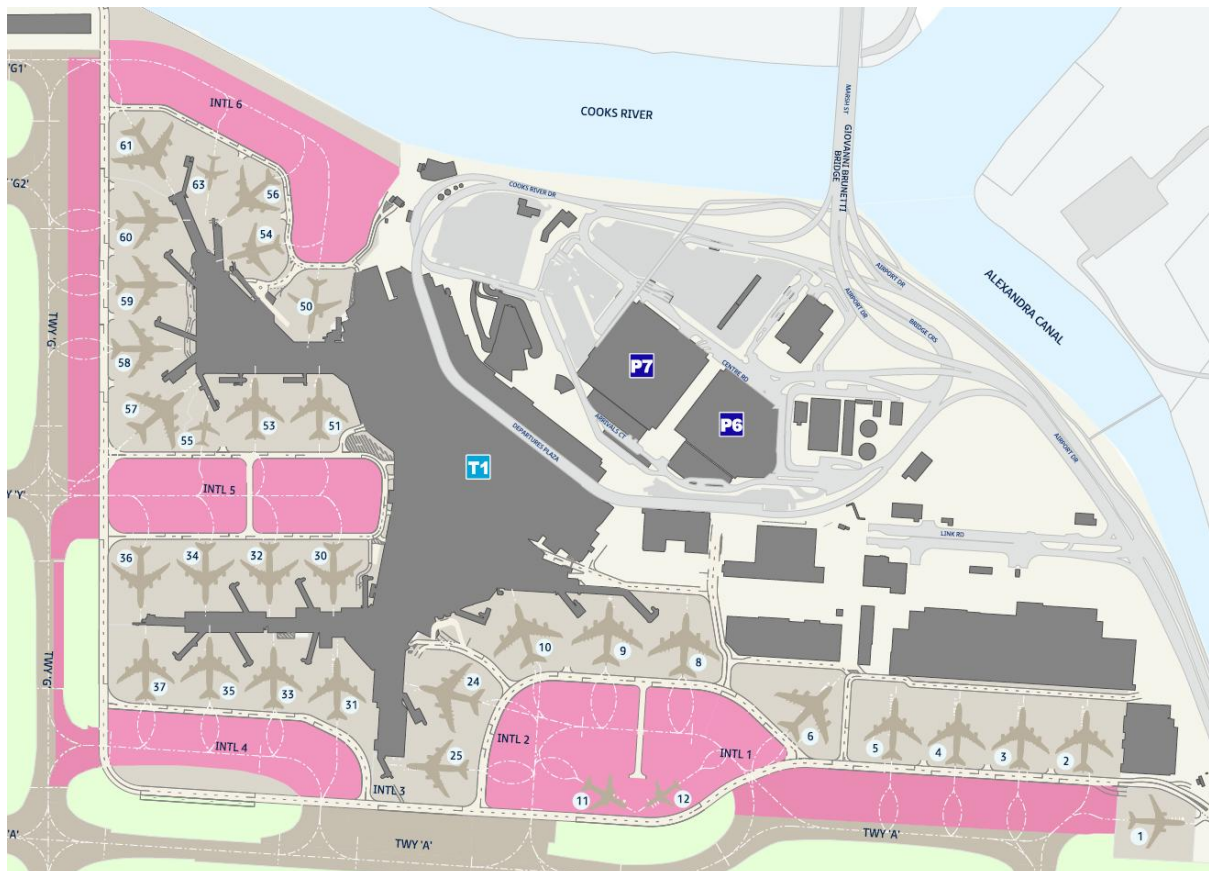 'G1'
INTL 6
COOKS RIVER
MARSH ST
GIOVANNI BRUNETTI
BRIDGE
61
63
56
'G2'
COOKS RIVER DR
60
54
AIRPORT DR
ALEXANDRA CANAL
59
50
AIRPORT DR
BRIDGE CRS
TWY 'G'
58
P7
CENTRE RD
57
55
53
51
P6
ARRIVALS CT
DEPARTURES PLAZA
AIRPORT DR
T1
INTL 5
Y 'Y'
LINK RD
36
34
32
30
10
9
8
TWY 'G'
37
35
33
31
24
25
INTL 4
INTL 3
INTL 2
INTL 1
6
5
4
3
2
11
12
1
'A'
TWY 'A'
TWY 'A'